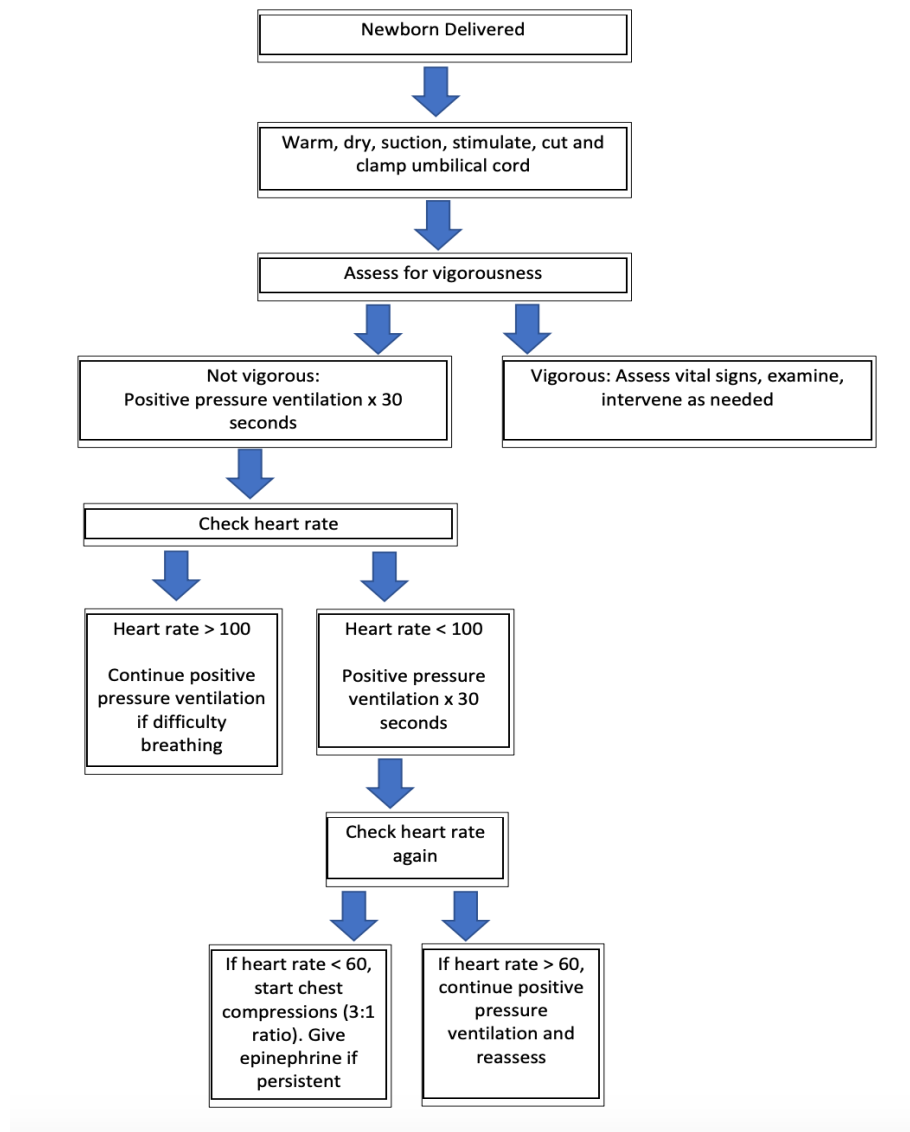 Newborn Delivered
Warm, dry, suction, stimulate, cut and
clamp umbilical cord
Assess for vigorousness
Not vigorous:
Positive pressure ventilation x 30
seconds
Vigorous: Assess vital signs, examine,
intervene as needed
Check heart rate
Heart rate > 100
Continue positive
pressure ventilation
if difficulty
breathing
Heart rate < 100
Positive pressure
ventilation x 30
seconds
Check heart rate
again
If heart rate < 60,
start chest
compressions (3:1
ratio). Give
epinephrine if
persistent
If heart rate > 60,
continue positive
pressure
ventilation and
reassess